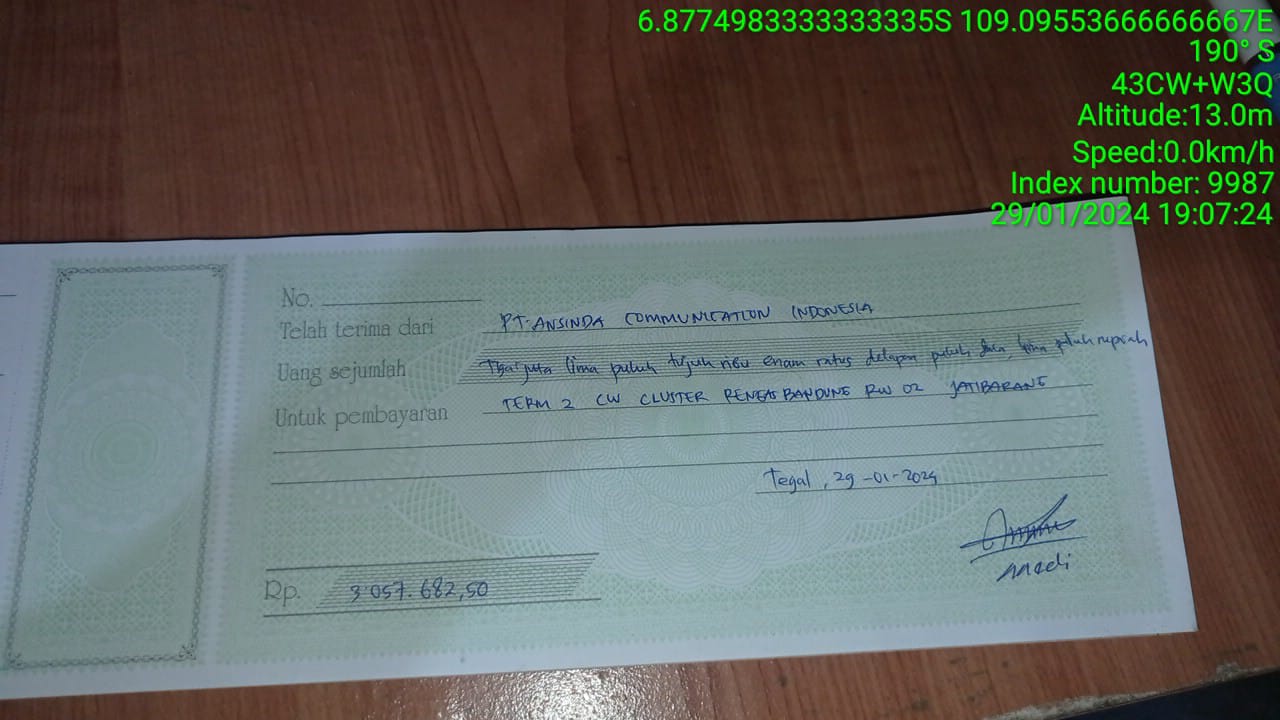 6.8774983333333335S 109.09553666666667E
190° S
43CW+W3Q
Altitude:13.0m
Speed:0.0km/h
Index number: 9987
29/01/2024 19:07:24
No.
Telah terima dari PT. ANSINDA COMMUNICATION INDONESIA
Uang sejumlah Tiga juta lima puluh tujuh ribu enam ratus delapan puluh dua, lima puluh rupiah
Untuk pembayaran TERM 2 CW CLUSTER RENGAS BANDUNG RW 02 JATIBARANG
Tegal, 29-01-2024
Rp. 3.057.682,50